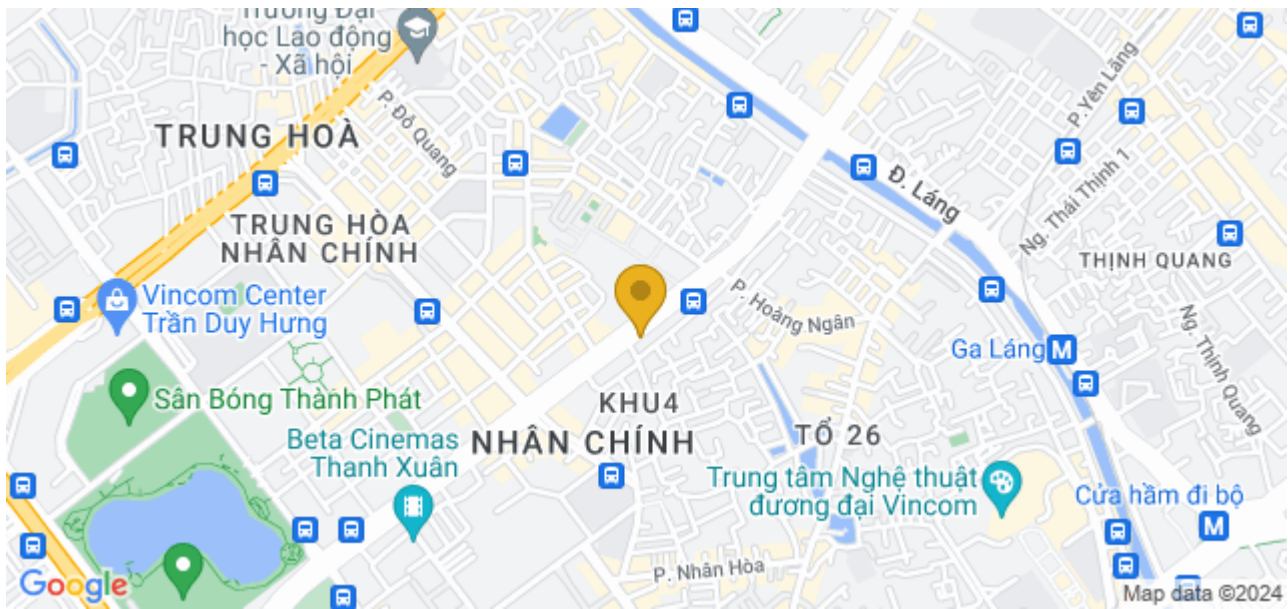 Trường Đại
học Lao động
- Xã hội
P. Đỗ Quang
TRUNG HOÀ
TRUNG HÒA
NHÂN CHÍNH
Vincom Center
Trần Duy Hưng
Sân Bóng Thành Phát
Beta Cinemas
Thanh Xuân
KHU4
NHÂN CHÍNH
P. Hoàng Ngân
Đ. Láng
P. Yên Lãng
Ng. Thái Thịnh 1
THỊNH QUANG
Ng. Thịnh Quang
Ga Láng
M
TỔ 26
Trung tâm Nghệ thuật
đương đại Vincom
Cửa hầm đi bộ
M
P. Nhân Hòa
Google
Map data ©2024